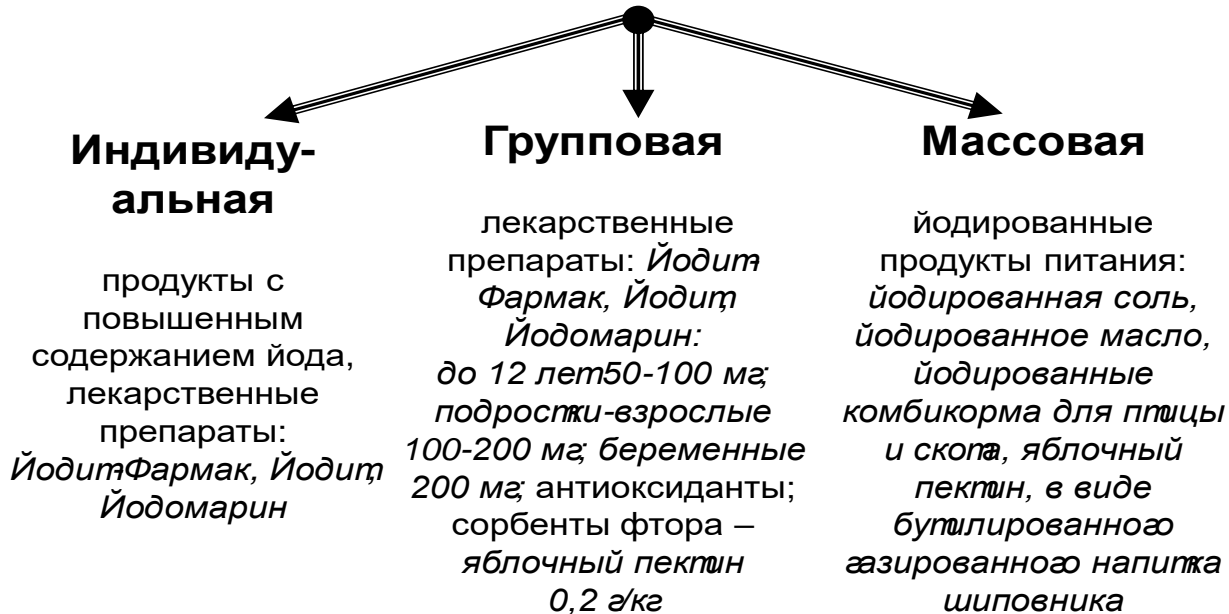 Индивиду-
альная
продукты с
повышенным
содержанием йода,
лекарственные
препараты:
Йодит-Фармак, Йодит,
Йодомарин
Групповая
лекарственные
препараты: Йодит-
Фармак, Йодит,
Йодомарин:
до 12 лет50-100 мг;
подростки-взрослые
100-200 мг; беременные
200 мг; антиоксиданты;
сорбенты фтора –
яблочный пектин
0,2 г/кг
Массовая
йодированные
продукты питания:
йодированная соль,
йодированное масло,
йодированные
комбикорма для птицы
и скота, яблочный
пектин, в виде
бутилированного
газированного напитка
шиповника